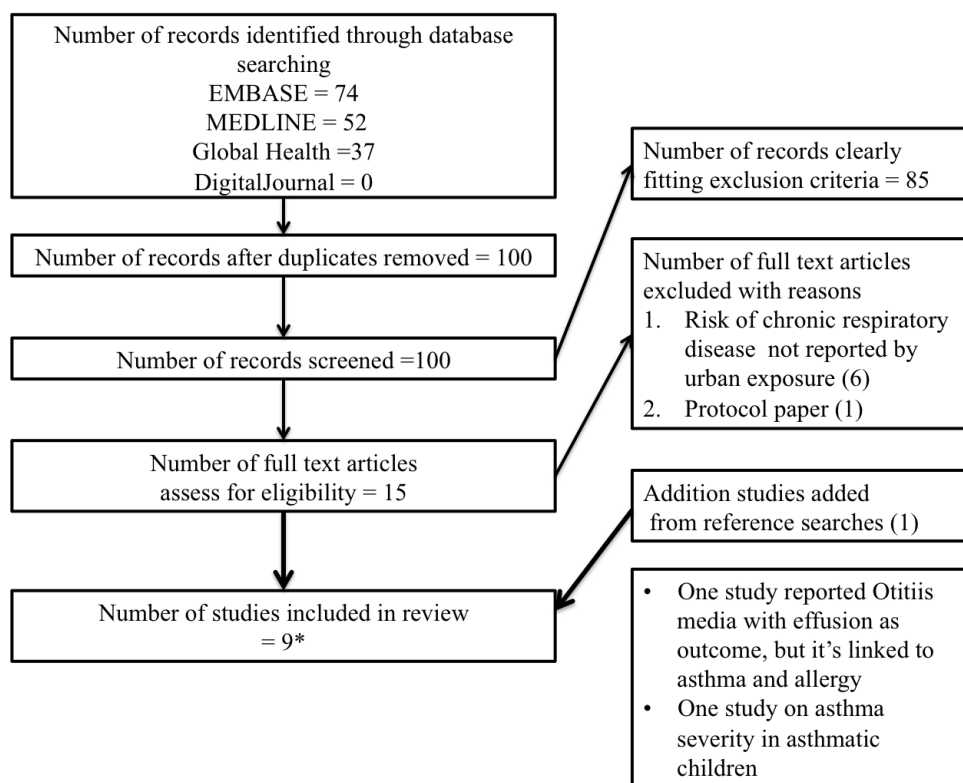 Number of records identified through database
searching
EMBASE = 74
MEDLINE = 52
Global Health =37
DigitalJournal = 0
Number of records after duplicates removed = 100
Number of records screened =100
Number of records clearly
fitting exclusion criteria = 85
Number of full text articles
assess for eligibility = 15
Number of full text articles
excluded with reasons
1. Risk of chronic respiratory
disease not reported by
urban exposure (6)
2. Protocol paper (1)
Addition studies added
from reference searches (1)
Number of studies included in review
= 9*
• One study reported Otitiis
media with effusion as
outcome, but it’s linked to
asthma and allergy
• One study on asthma
severity in asthmatic
children